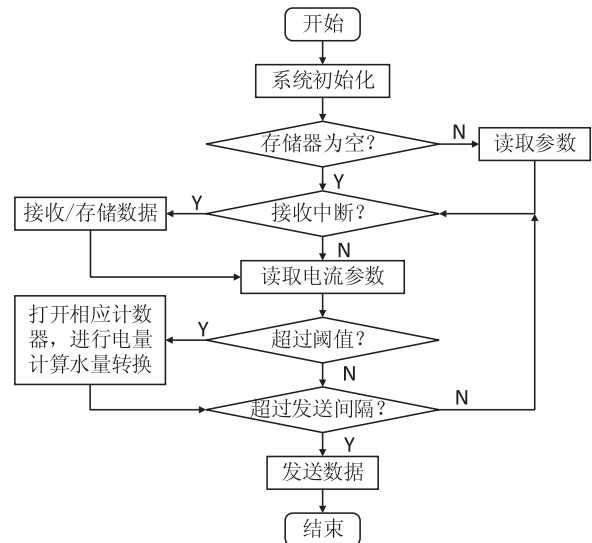 开始
系统初始化
存储器为空?
N
读取参数
Y
接收中断?
Y
接收/存储数据
N
读取电流参数
打开相应计数
器，进行电量
计算水量转换
Y
超过阈值?
N
超过发送间隔?
N
Y
发送数据
结束